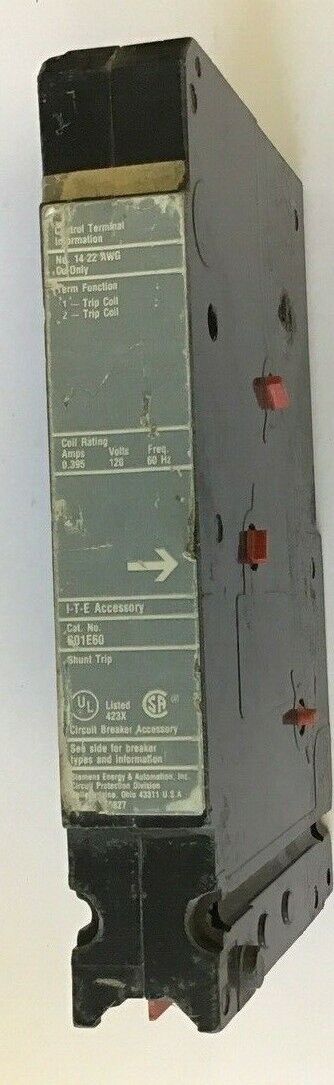 Control Terminal
Information
No. 14-22 AWG
Cu Only
Term Function
1 — Trip Coil
2 — Trip Coil
Coil Rating
Amps Volts Freq.
0.395 120 60 Hz
I-T-E Accessory
Cat. No.
S01E60
Shunt Trip
UL Listed SA ®
423X
Circuit Breaker Accessory
See side for breaker
types and information
Siemens Energy & Automation, Inc.
Circuit Protection Division
Bellefontaine, Ohio 43311 U.S.A